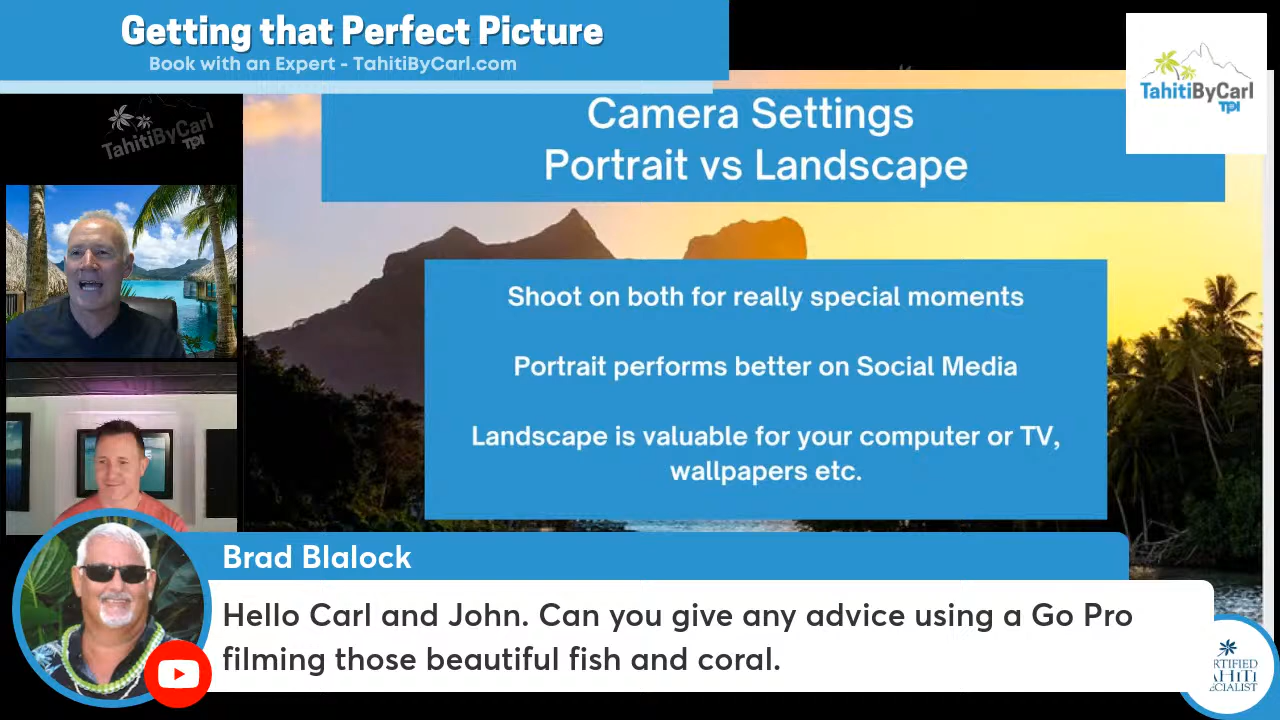 Getting that Perfect Picture
Book with an Expert - TahitiByCarl.com
TahitiByCarl
TPI
TahitiByCarl
TPI
Camera Settings
Portrait vs Landscape
Shoot on both for really special moments
Portrait performs better on Social Media
Landscape is valuable for your computer or TV,
wallpapers etc.
Brad Blalock
Hello Carl and John. Can you give any advice using a Go Pro
filming those beautiful fish and coral.